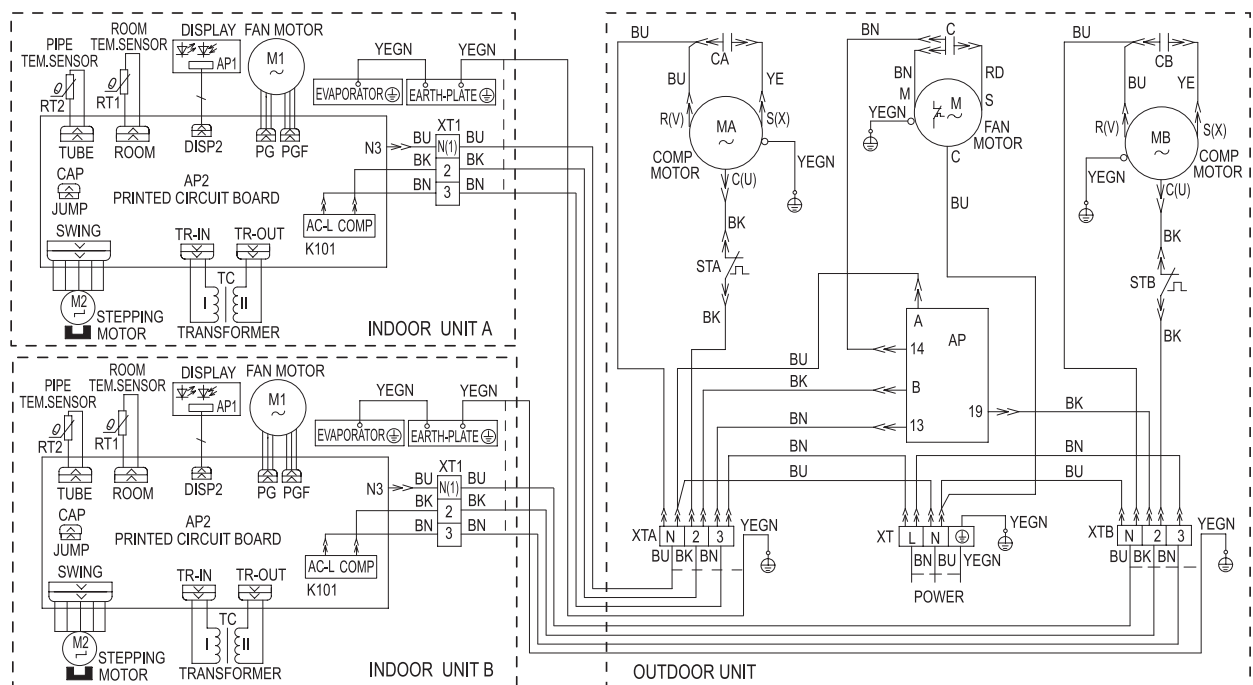 PIPE
TEM.SENSOR
ROOM
TEM.SENSOR
DISPLAY
FAN MOTOR
AP1
M1
~
YEGN
YEGN
RT2
RT1
EVAPORATOR
EARTH-PLATE
TUBE
ROOM
DISP2
PG
PGF
N3
XT1
BU N(1) BU
BK 2 BK
BN 3 BN
CAP
JUMP
AP2
PRINTED CIRCUIT BOARD
AC-L COMP
K101
SWING
TR-IN
TR-OUT
TC
I
II
M2
STEPPING
MOTOR
TRANSFORMER
INDOOR UNIT A
PIPE
TEM.SENSOR
ROOM
TEM.SENSOR
DISPLAY
FAN MOTOR
AP1
M1
~
YEGN
YEGN
RT2
RT1
EVAPORATOR
EARTH-PLATE
TUBE
ROOM
DISP2
PG
PGF
N3
XT1
BU N(1) BU
BK 2 BK
BN 3 BN
CAP
JUMP
AP2
PRINTED CIRCUIT BOARD
AC-L COMP
K101
SWING
TR-IN
TR-OUT
TC
I
II
M2
STEPPING
MOTOR
TRANSFORMER
INDOOR UNIT B
BU
CA
BU
YE
R(V)
S(X)
MA
~
COMP
MOTOR
YEGN
C(U)
BK
STA
BK
BN
C
BN
RD
M
S
YEGN
M
~
FAN
MOTOR
C
BU
BU
CB
BU
YE
R(V)
S(X)
MB
~
YEGN
COMP
MOTOR
C(U)
BK
STB
BK
A
AP
14
B
13
19
BU
BK
BN
BN
BU
BK
BN
BU
XTA N 2 3
YEGN
BU BK BN
XT L N
YEGN
BN BU YEGN
POWER
XTB N 2 3
YEGN
BU BK BN
OUTDOOR UNIT